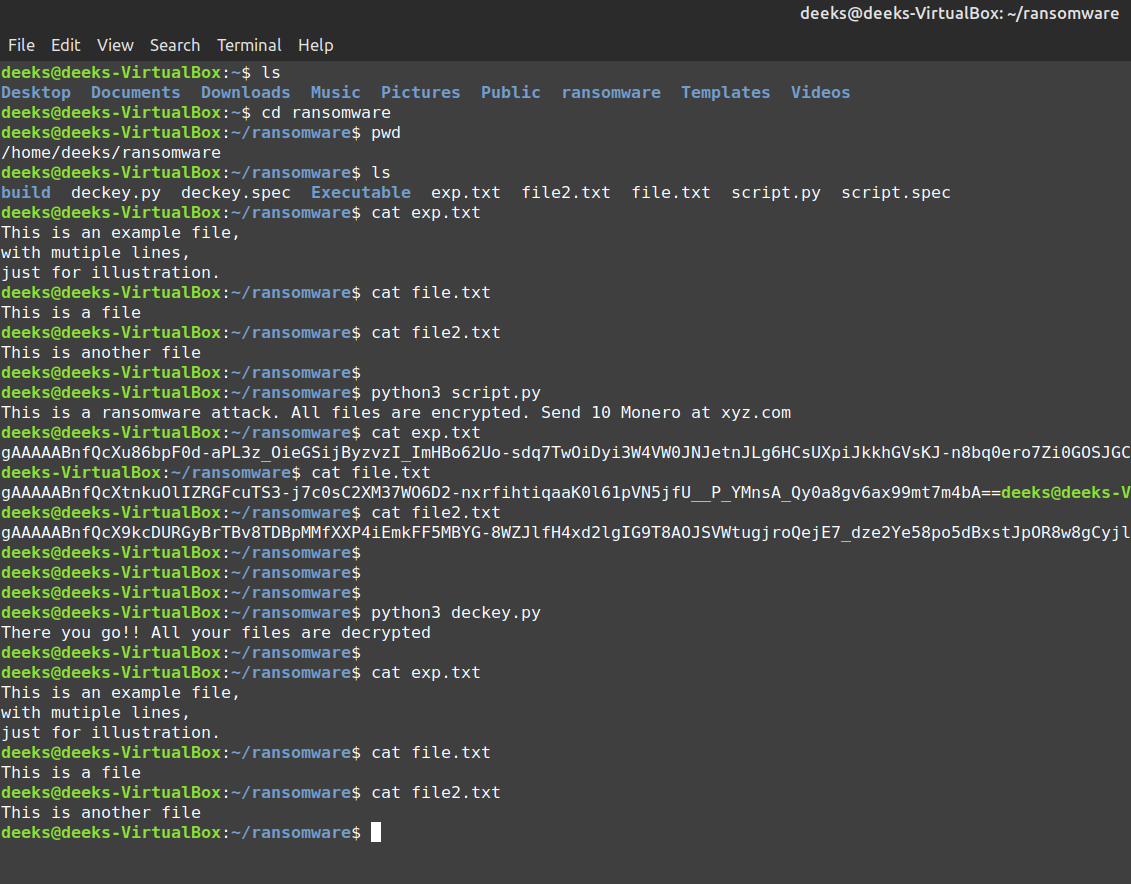 deeks@deeks-VirtualBox: ~/ransomware
File Edit View Search Terminal Help
deeks@deeks-VirtualBox:~$ ls
Desktop Documents Downloads Music Pictures Public ransomware Templates Videos
deeks@deeks-VirtualBox:~$ cd ransomware
deeks@deeks-VirtualBox:~/ransomware$ pwd
/home/deeks/ransomware
deeks@deeks-VirtualBox:~/ransomware$ ls
build deckey.py deckey.spec Executable exp.txt file2.txt file.txt script.py script.spec
deeks@deeks-VirtualBox:~/ransomware$ cat exp.txt
This is an example file,
with mutiple lines,
just for illustration.
deeks@deeks-VirtualBox:~/ransomware$ cat file.txt
This is a file
deeks@deeks-VirtualBox:~/ransomware$ cat file2.txt
This is another file
deeks@deeks-VirtualBox:~/ransomware$
deeks@deeks-VirtualBox:~/ransomware$ python3 script.py
This is a ransomware attack. All files are encrypted. Send 10 Monero at xyz.com
deeks@deeks-VirtualBox:~/ransomware$ cat exp.txt
gAAAAABnfQcXu86bpF0d-aPL3z_OieGSijByzvzI_ImHBo62Uo-sdq7TwOiDyi3W4VW0JNJetnJLg6HCsUXpiJkkhGVsKJ-n8bq0ero7Zi0GOSJGC
deeks-VirtualBox:~/ransomware$ cat file.txt
gAAAAABnfQcXtnkuOlIZRGFcuTS3-j7c0sC2XM37WO6D2-nxrfihtiqaaK0l61pVN5jfU__P_YMnsA_Qy0a8gv6ax99mt7m4bA==deeks@deeks-V
deeks@deeks-VirtualBox:~/ransomware$ cat file2.txt
gAAAAABnfQcX9kcDURGyBrTBv8TDBpMMfXXP4iEmkFF5MBYG-8WZJlfH4xd2lgIG9T8AOJSVWtugjroQejE7_dze2Ye58po5dBxstJpOR8w8gCyjl
deeks@deeks-VirtualBox:~/ransomware$
deeks@deeks-VirtualBox:~/ransomware$
deeks@deeks-VirtualBox:~/ransomware$
deeks@deeks-VirtualBox:~/ransomware$ python3 deckey.py
There you go!! All your files are decrypted
deeks@deeks-VirtualBox:~/ransomware$
deeks@deeks-VirtualBox:~/ransomware$ cat exp.txt
This is an example file,
with mutiple lines,
just for illustration.
deeks@deeks-VirtualBox:~/ransomware$ cat file.txt
This is a file
deeks@deeks-VirtualBox:~/ransomware$ cat file2.txt
This is another file
deeks@deeks-VirtualBox:~/ransomware$